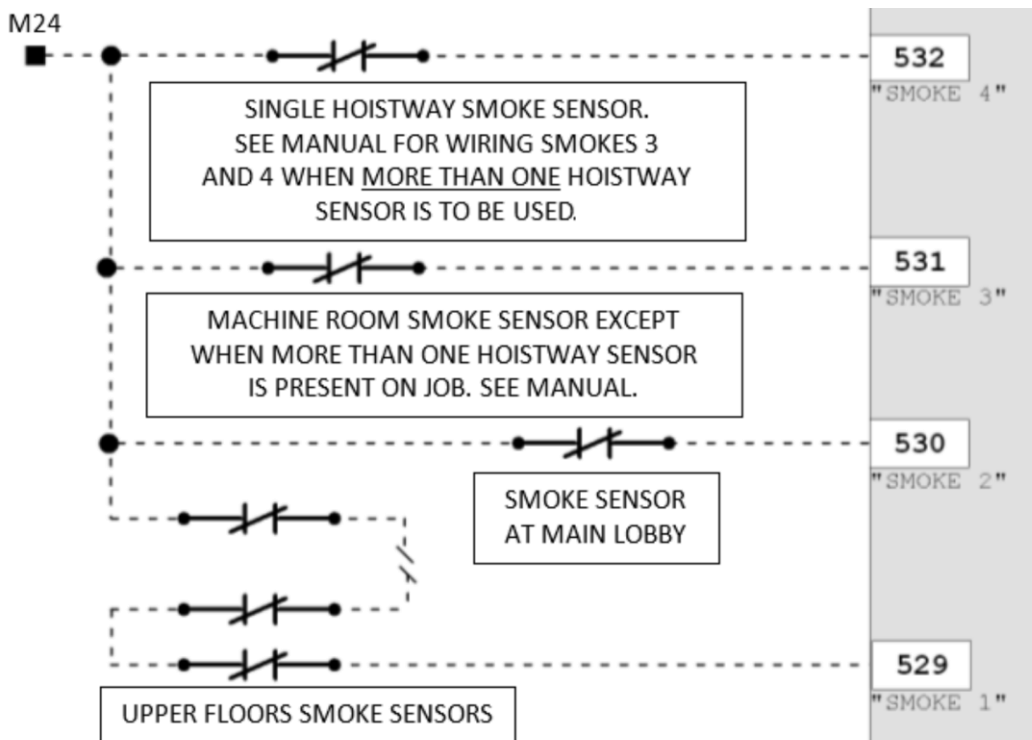 M24
532
"SMOKE 4"
SINGLE HOISTWAY SMOKE SENSOR.
SEE MANUAL FOR WIRING SMOKES 3
AND 4 WHEN MORE THAN ONE HOISTWAY
SENSOR IS TO BE USED.
531
"SMOKE 3"
MACHINE ROOM SMOKE SENSOR EXCEPT
WHEN MORE THAN ONE HOISTWAY SENSOR
IS PRESENT ON JOB. SEE MANUAL.
530
"SMOKE 2"
SMOKE SENSOR
AT MAIN LOBBY
529
"SMOKE 1"
UPPER FLOORS SMOKE SENSORS